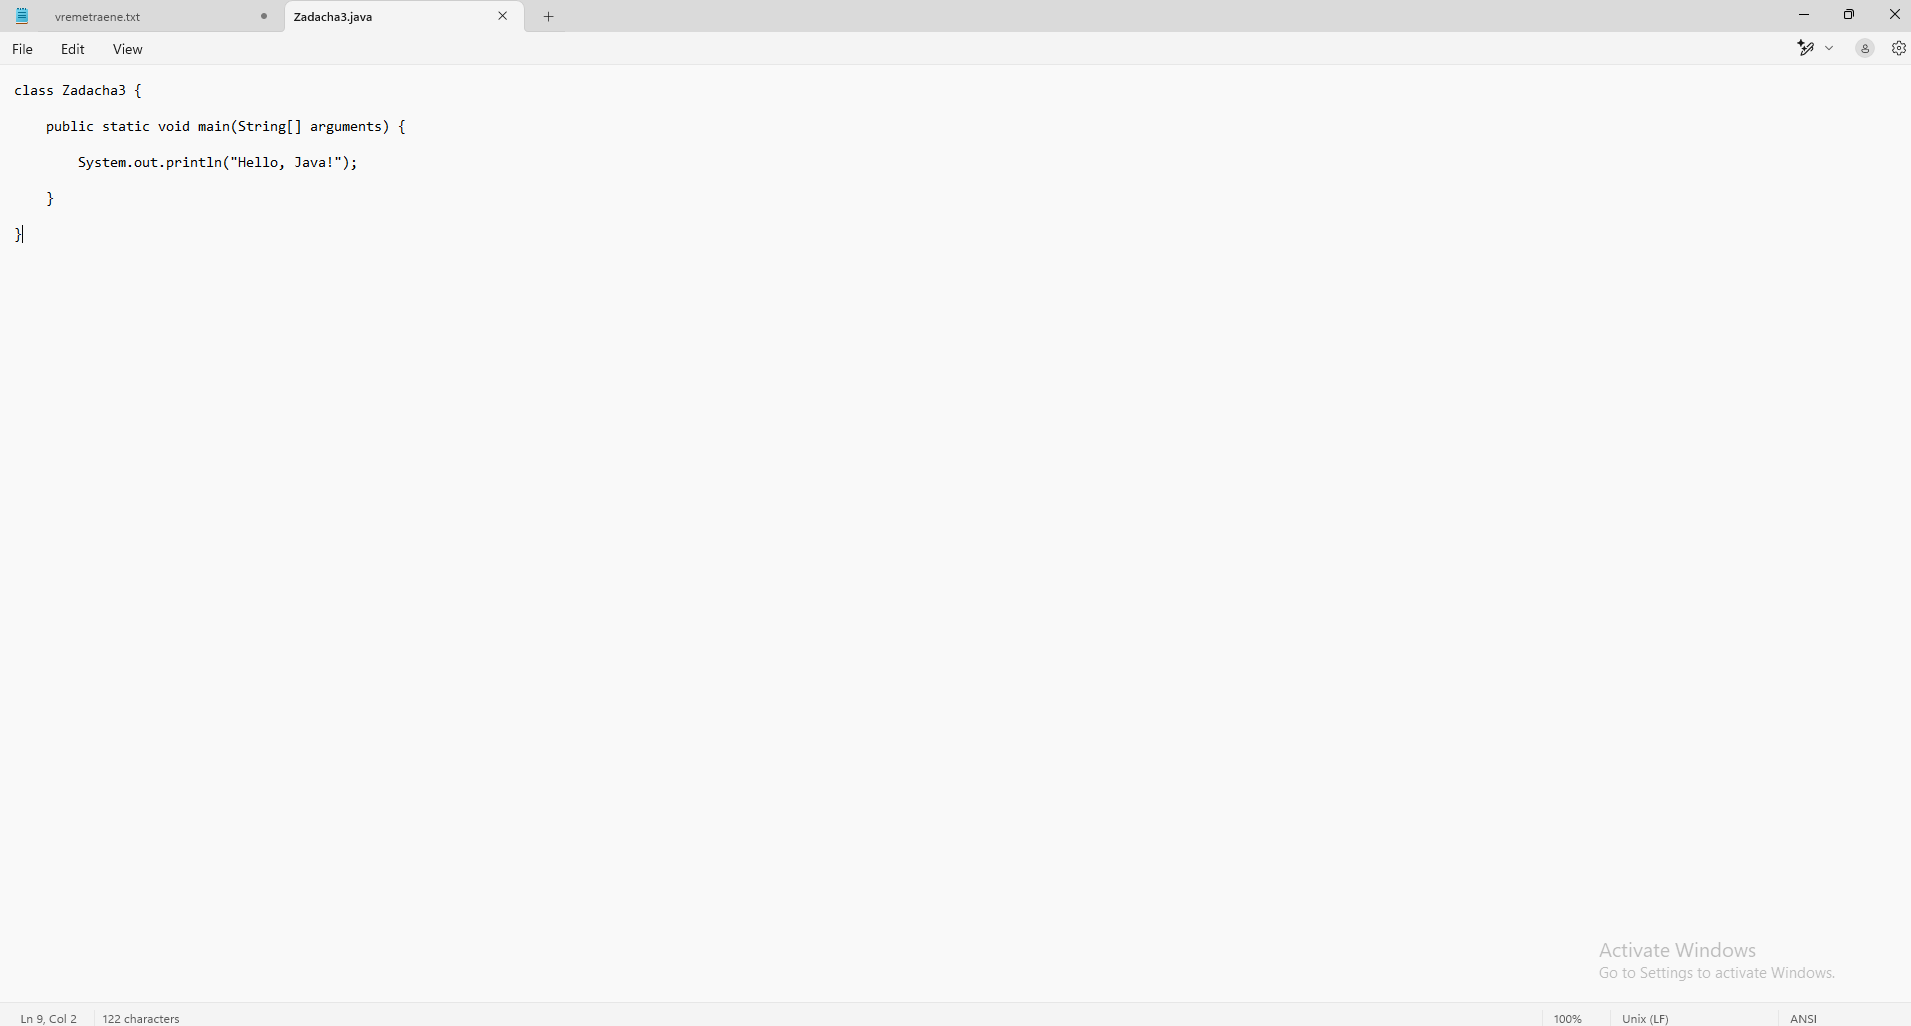 vremetraene.txt
Zadacha3.java
File Edit View
class Zadacha3 {
public static void main(String[] arguments) {
System.out.println("Hello, Java!");
}
}
Activate Windows
Go to Settings to activate Windows.
Ln 9, Col 2 122 characters 100% Unix (LF) ANSI